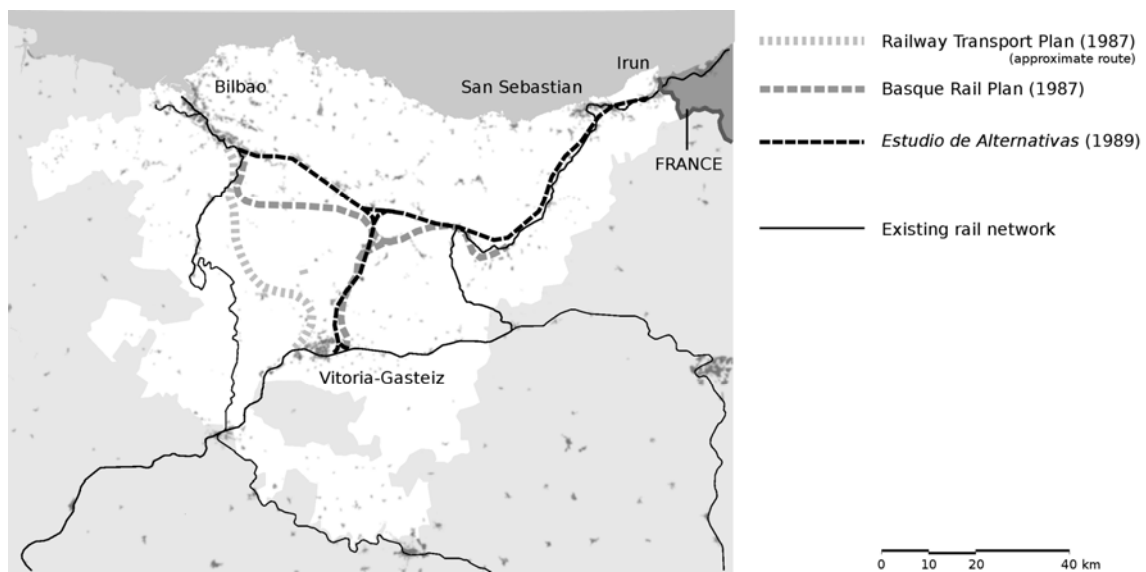 Irun
Bilbao
San Sebastian
FRANCE
Vitoria-Gasteiz
Railway Transport Plan (1987)
(approximate route)
Basque Rail Plan (1987)
Estudio de Alternativas (1989)
Existing rail network
0 10 20 40 km